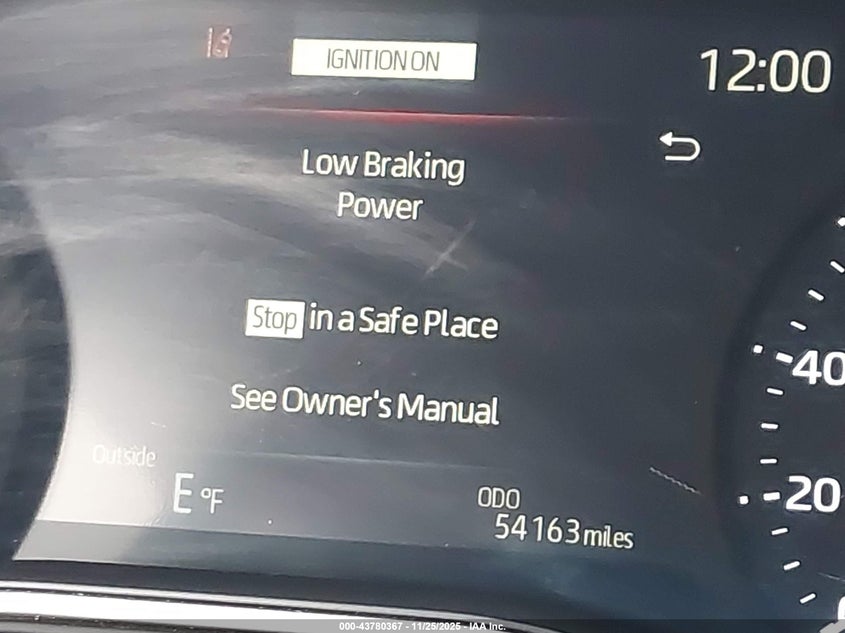 IGNITION ON
12:00
Low Braking
Power
Stop in a Safe Place
See Owner's Manual
40
20
Outside
E °F
ODO
54163 miles
000-43780367 - 11/25/2025 - IAA Inc.